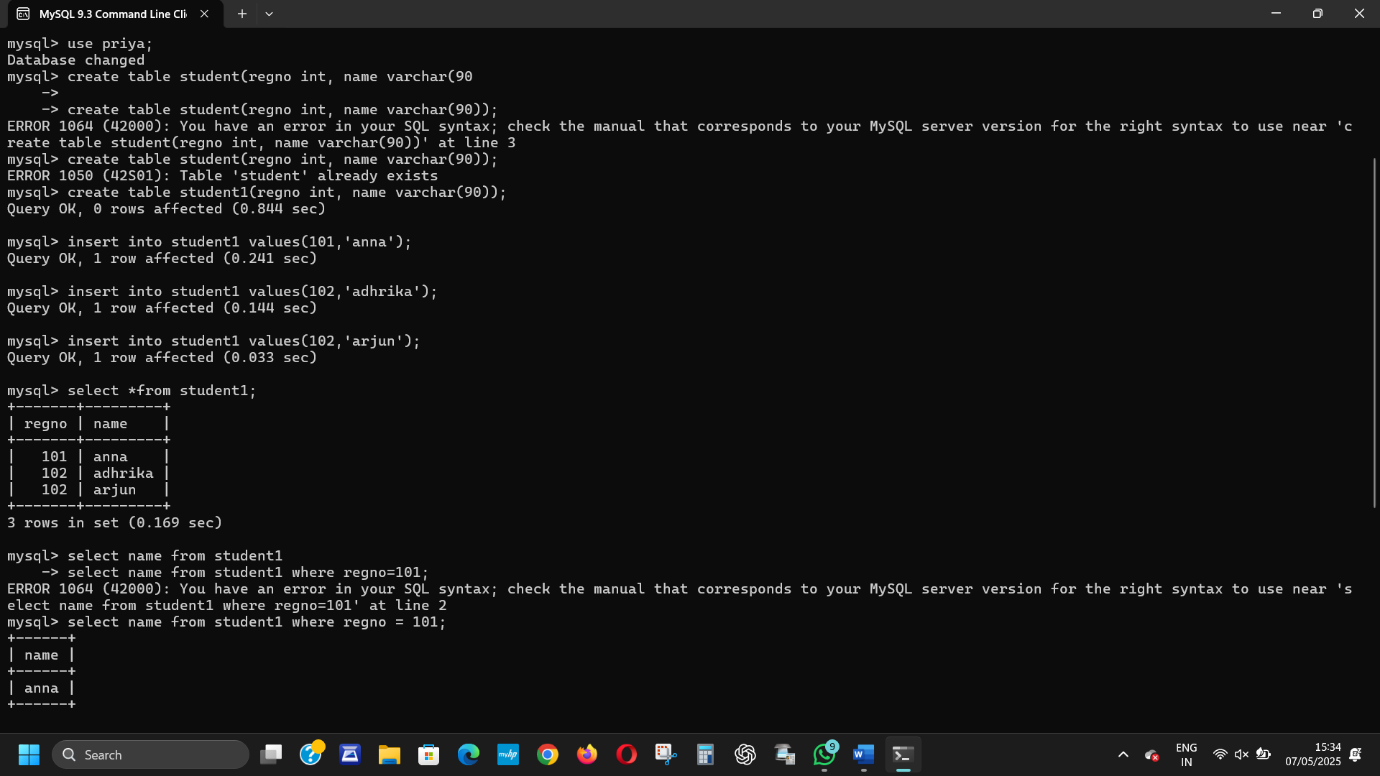 MySQL 9.3 Command Line Cli
mysql> use priya;
Database changed
mysql> create table student(regno int, name varchar(90
    ->
    -> create table student(regno int, name varchar(90));
ERROR 1064 (42000): You have an error in your SQL syntax; check the manual that corresponds to your MySQL server version for the right syntax to use near 'c
reate table student(regno int, name varchar(90))' at line 3
mysql> create table student(regno int, name varchar(90));
ERROR 1050 (42S01): Table 'student' already exists
mysql> create table student1(regno int, name varchar(90));
Query OK, 0 rows affected (0.844 sec)
mysql> insert into student1 values(101,'anna');
Query OK, 1 row affected (0.241 sec)
mysql> insert into student1 values(102,'adhrika');
Query OK, 1 row affected (0.144 sec)
mysql> insert into student1 values(102,'arjun');
Query OK, 1 row affected (0.033 sec)
mysql> select *from student1;
+-------+---------+
| regno | name    |
+-------+---------+
|   101 | anna    |
|   102 | adhrika |
|   102 | arjun   |
+-------+---------+
3 rows in set (0.169 sec)
mysql> select name from student1
    -> select name from student1 where regno=101;
ERROR 1064 (42000): You have an error in your SQL syntax; check the manual that corresponds to your MySQL server version for the right syntax to use near 's
elect name from student1 where regno=101' at line 2
mysql> select name from student1 where regno = 101;
+------+
| name |
+------+
| anna |
+------+
Search
myhp
9
W
ENG
IN
15:34
07/05/2025